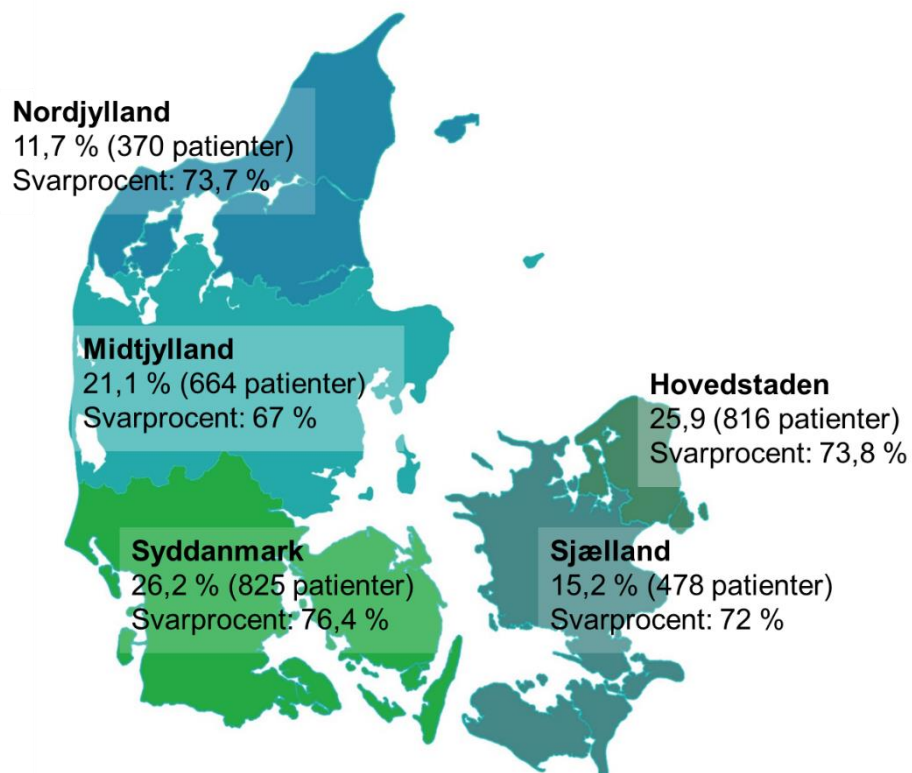 Nordjylland
11,7 % (370 patienter)
Svarprocent: 73,7 %
Midtjylland
21,1 % (664 patienter)
Svarprocent: 67 %
Hovedstaden
25,9 (816 patienter)
Svarprocent: 73,8 %
Syddanmark
26,2 % (825 patienter)
Svarprocent: 76,4 %
Sjælland
15,2 % (478 patienter)
Svarprocent: 72 %